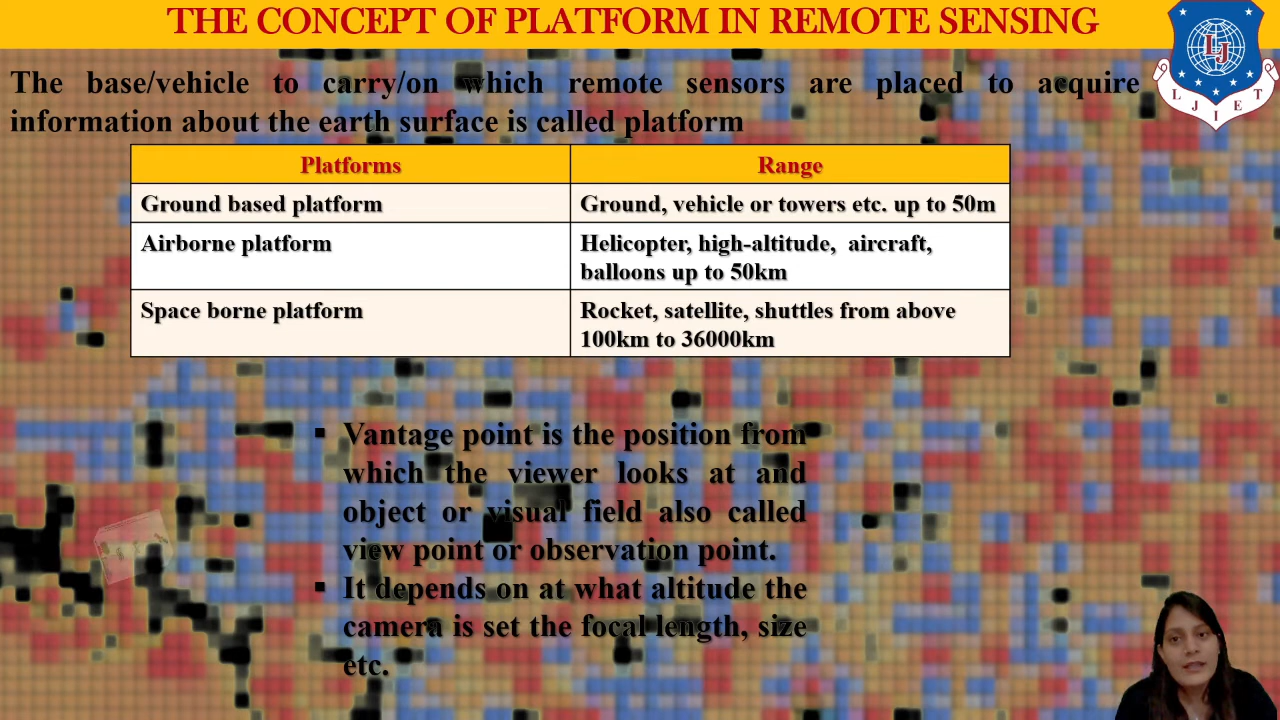 THE CONCEPT OF PLATFORM IN REMOTE SENSING
LJ
L J I E T
The base/vehicle to carry/on which remote sensors are placed to acquire
information about the earth surface is called platform
Platforms Range
Ground based platform Ground, vehicle or towers etc. up to 50m
Airborne platform Helicopter, high-altitude, aircraft,
balloons up to 50km
Space borne platform Rocket, satellite, shuttles from above
100km to 36000km
▪ Vantage point is the position from
which the viewer looks at and
object or visual field also called
view point or observation point.
▪ It depends on at what altitude the
camera is set the focal length, size
etc.